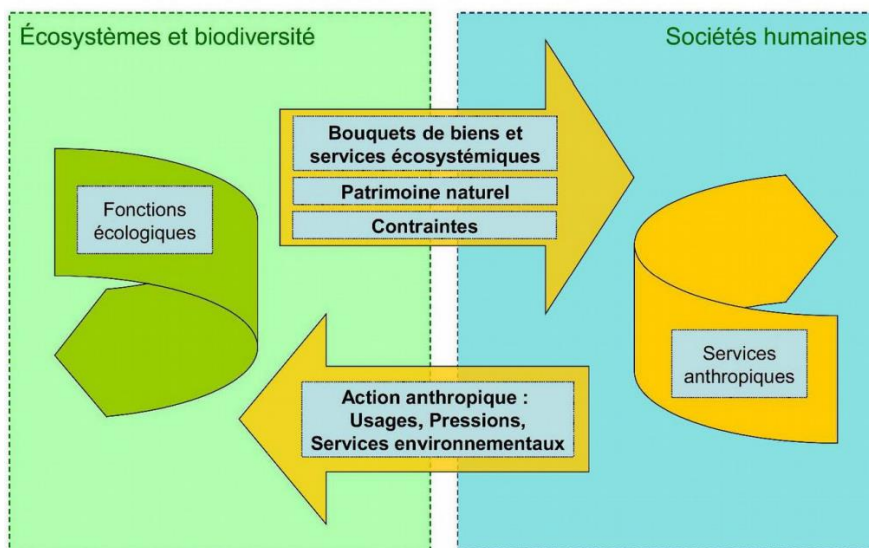 Écosystèmes et biodiversité
Sociétés humaines
Bouquets de biens et
services écosystémiques
Patrimoine naturel
Contraintes
Fonctions
écologiques
Services
anthropiques
Action anthropique :
Usages, Pressions,
Services environnementaux